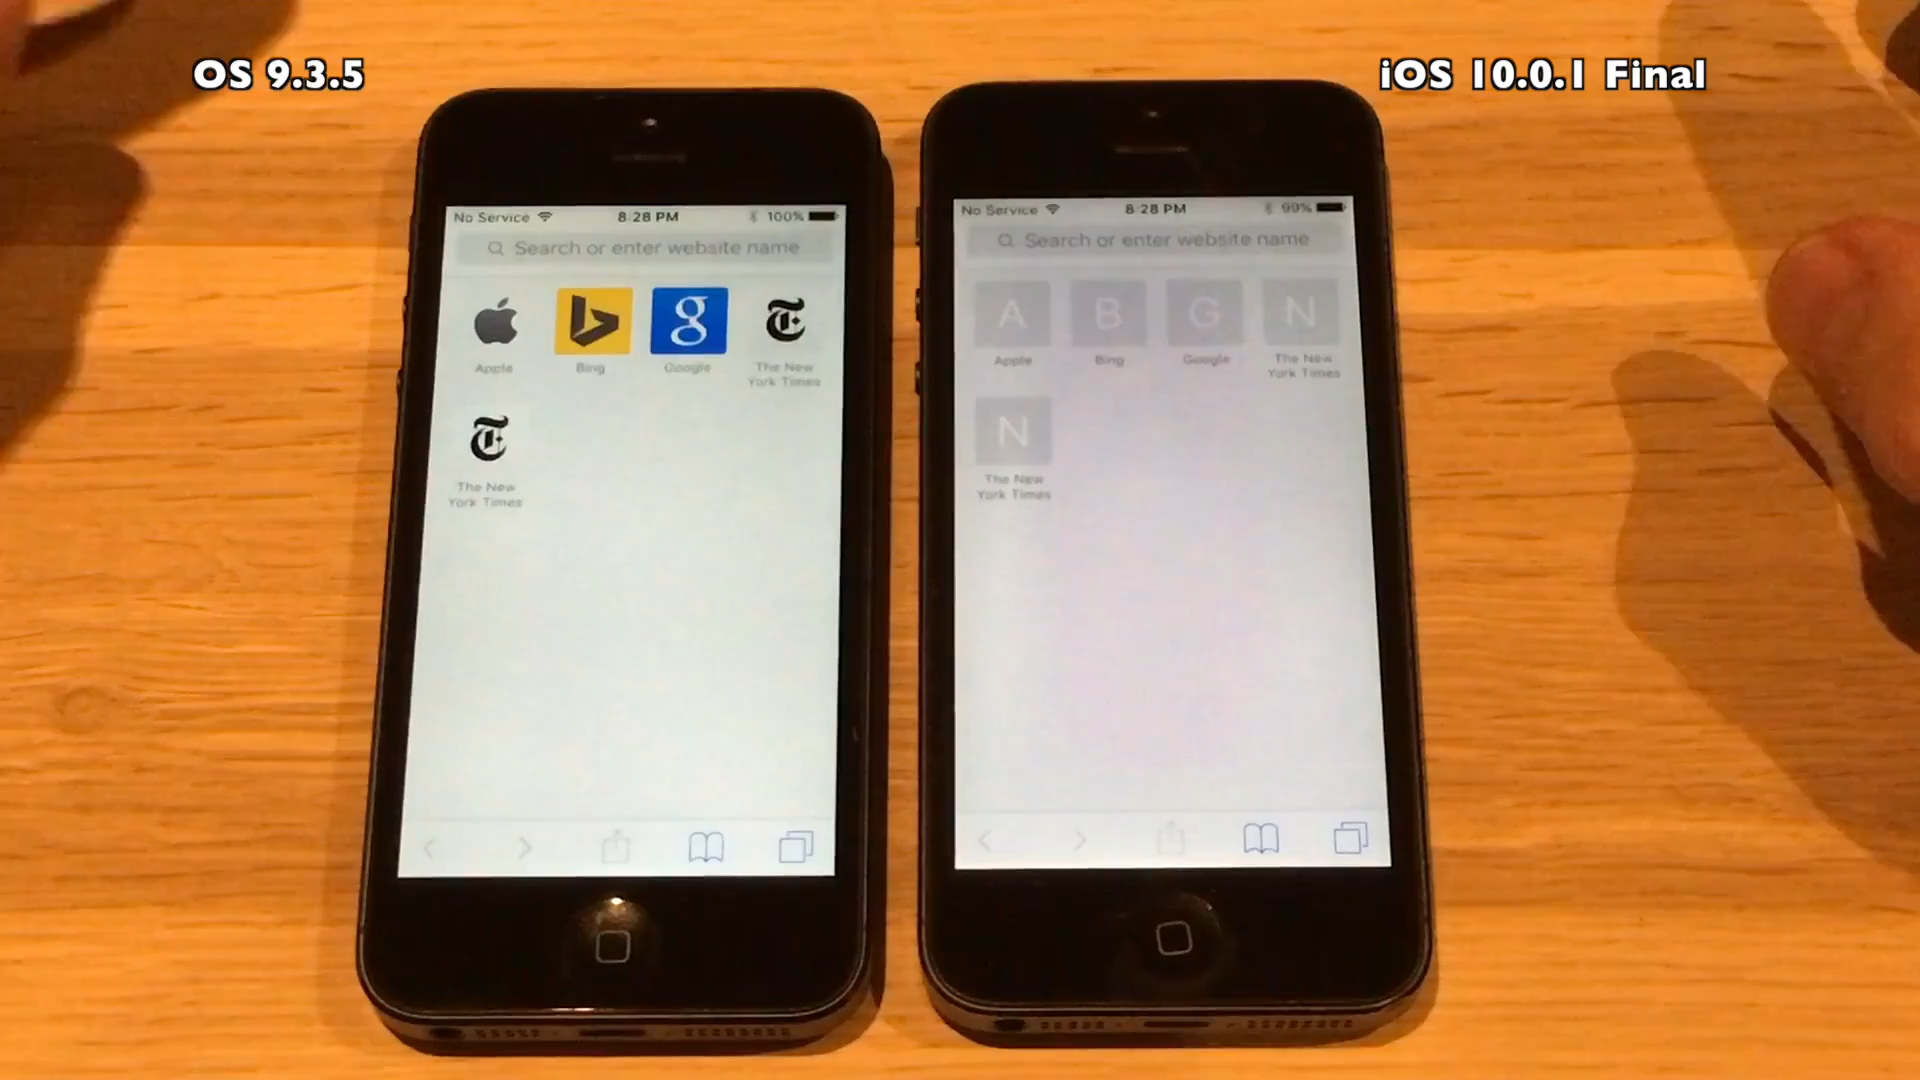 OS 9.3.5
iOS 10.0.1 Final
No Service 8:28 PM 100%
Search or enter website name
Apple
Bing
g
Google
The New
York Times
The New
York Times
No Service 8:28 PM 99%
Search or enter website name
A B G N
Apple
Bing
Google
The New
York Times
N
The New
York Times